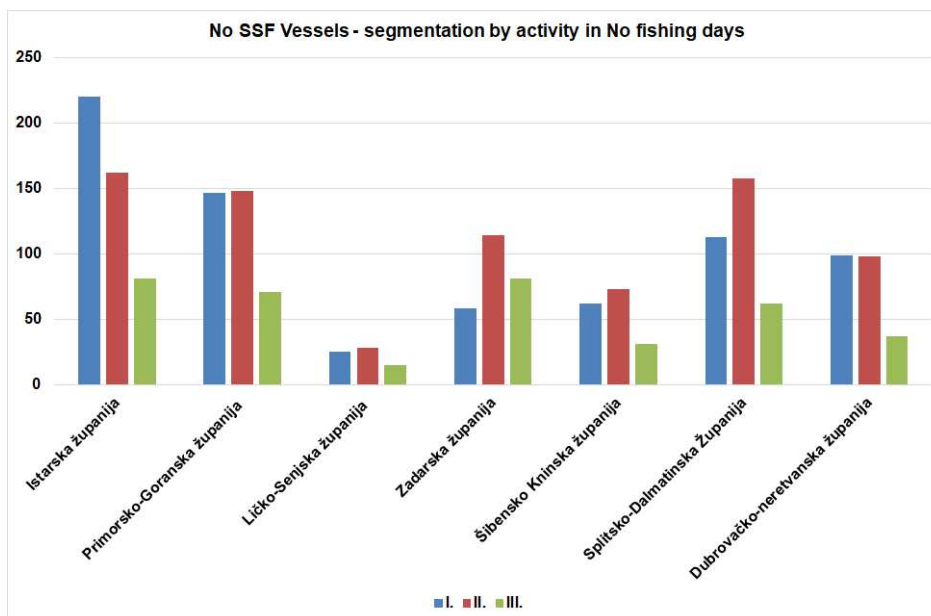 No SSF Vessels - segmentation by activity in No fishing days
250
200
150
100
50
0
Istarska županija
Primorsko-Goranska županija
Ličko-Senjska županija
Zadarska županija
Šibensko Kninska županija
Splitsko-Dalmatinska Županija
Dubrovačko-neretvanska županija
I. II. III.